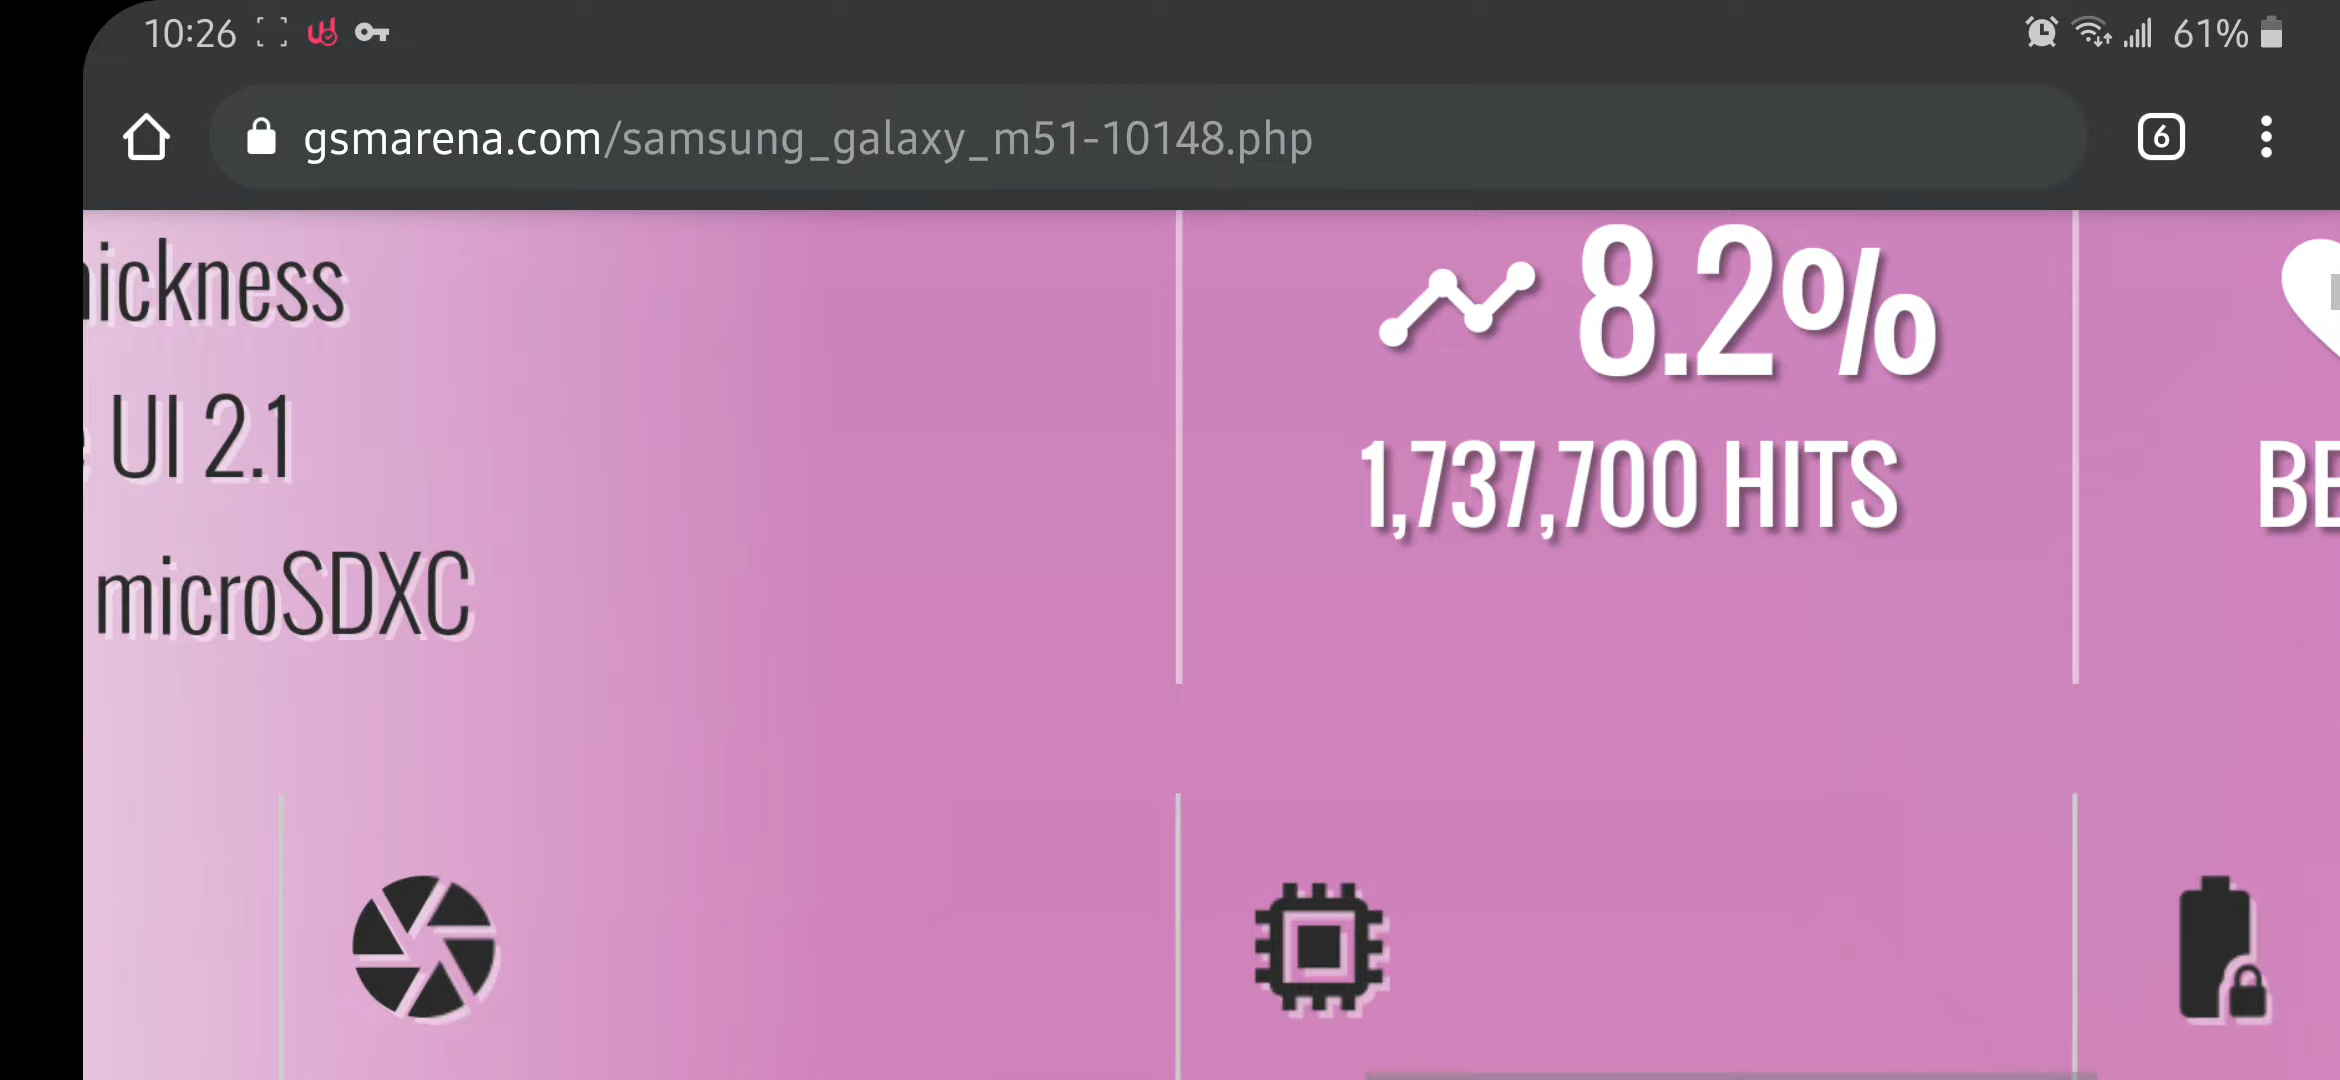 10:26
61%
gsmarena.com/samsung_galaxy_m51-10148.php
6
8.2%
UI 2.1
1,737,700 HITS
microSDXC